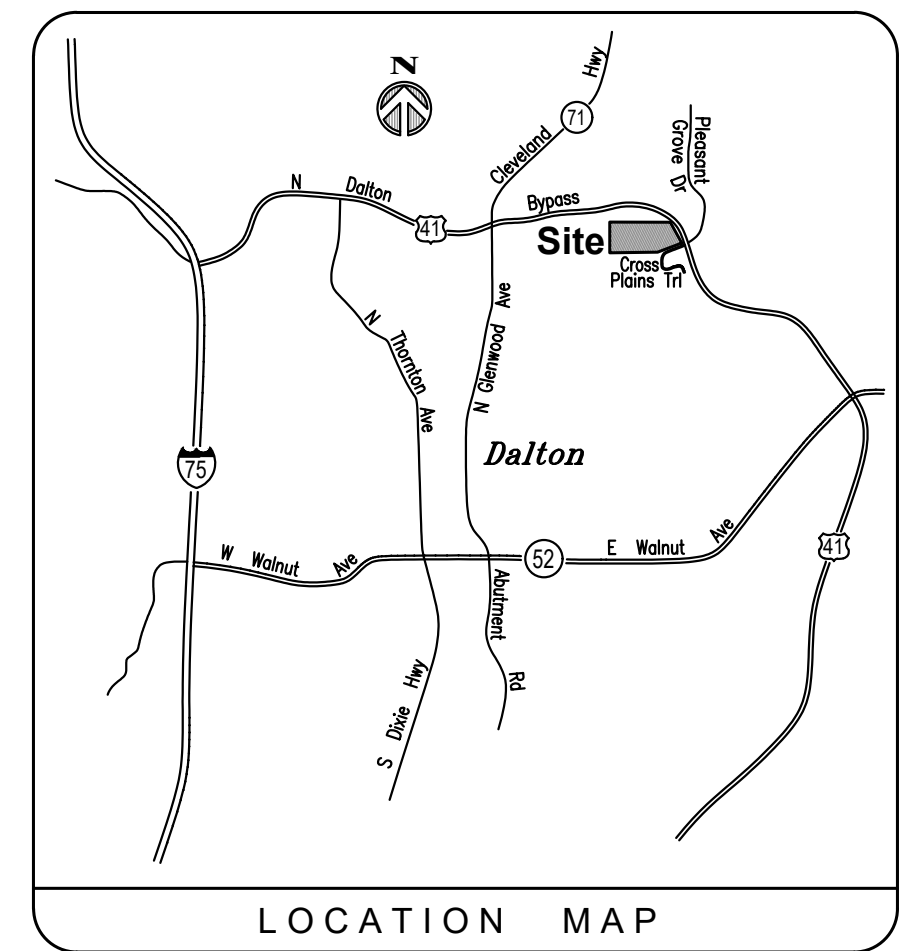 N
Hwy
71
Cleveland
Pleasant
Grove Dr
N Dalton
41
Bypass
Site
Cross
Plains Trl
N Thornton Ave
N Glenwood Ave
Dalton
75
W Walnut Ave
52
E Walnut Ave
41
Abutment Rd
S Dixie Hwy
LOCATION MAP